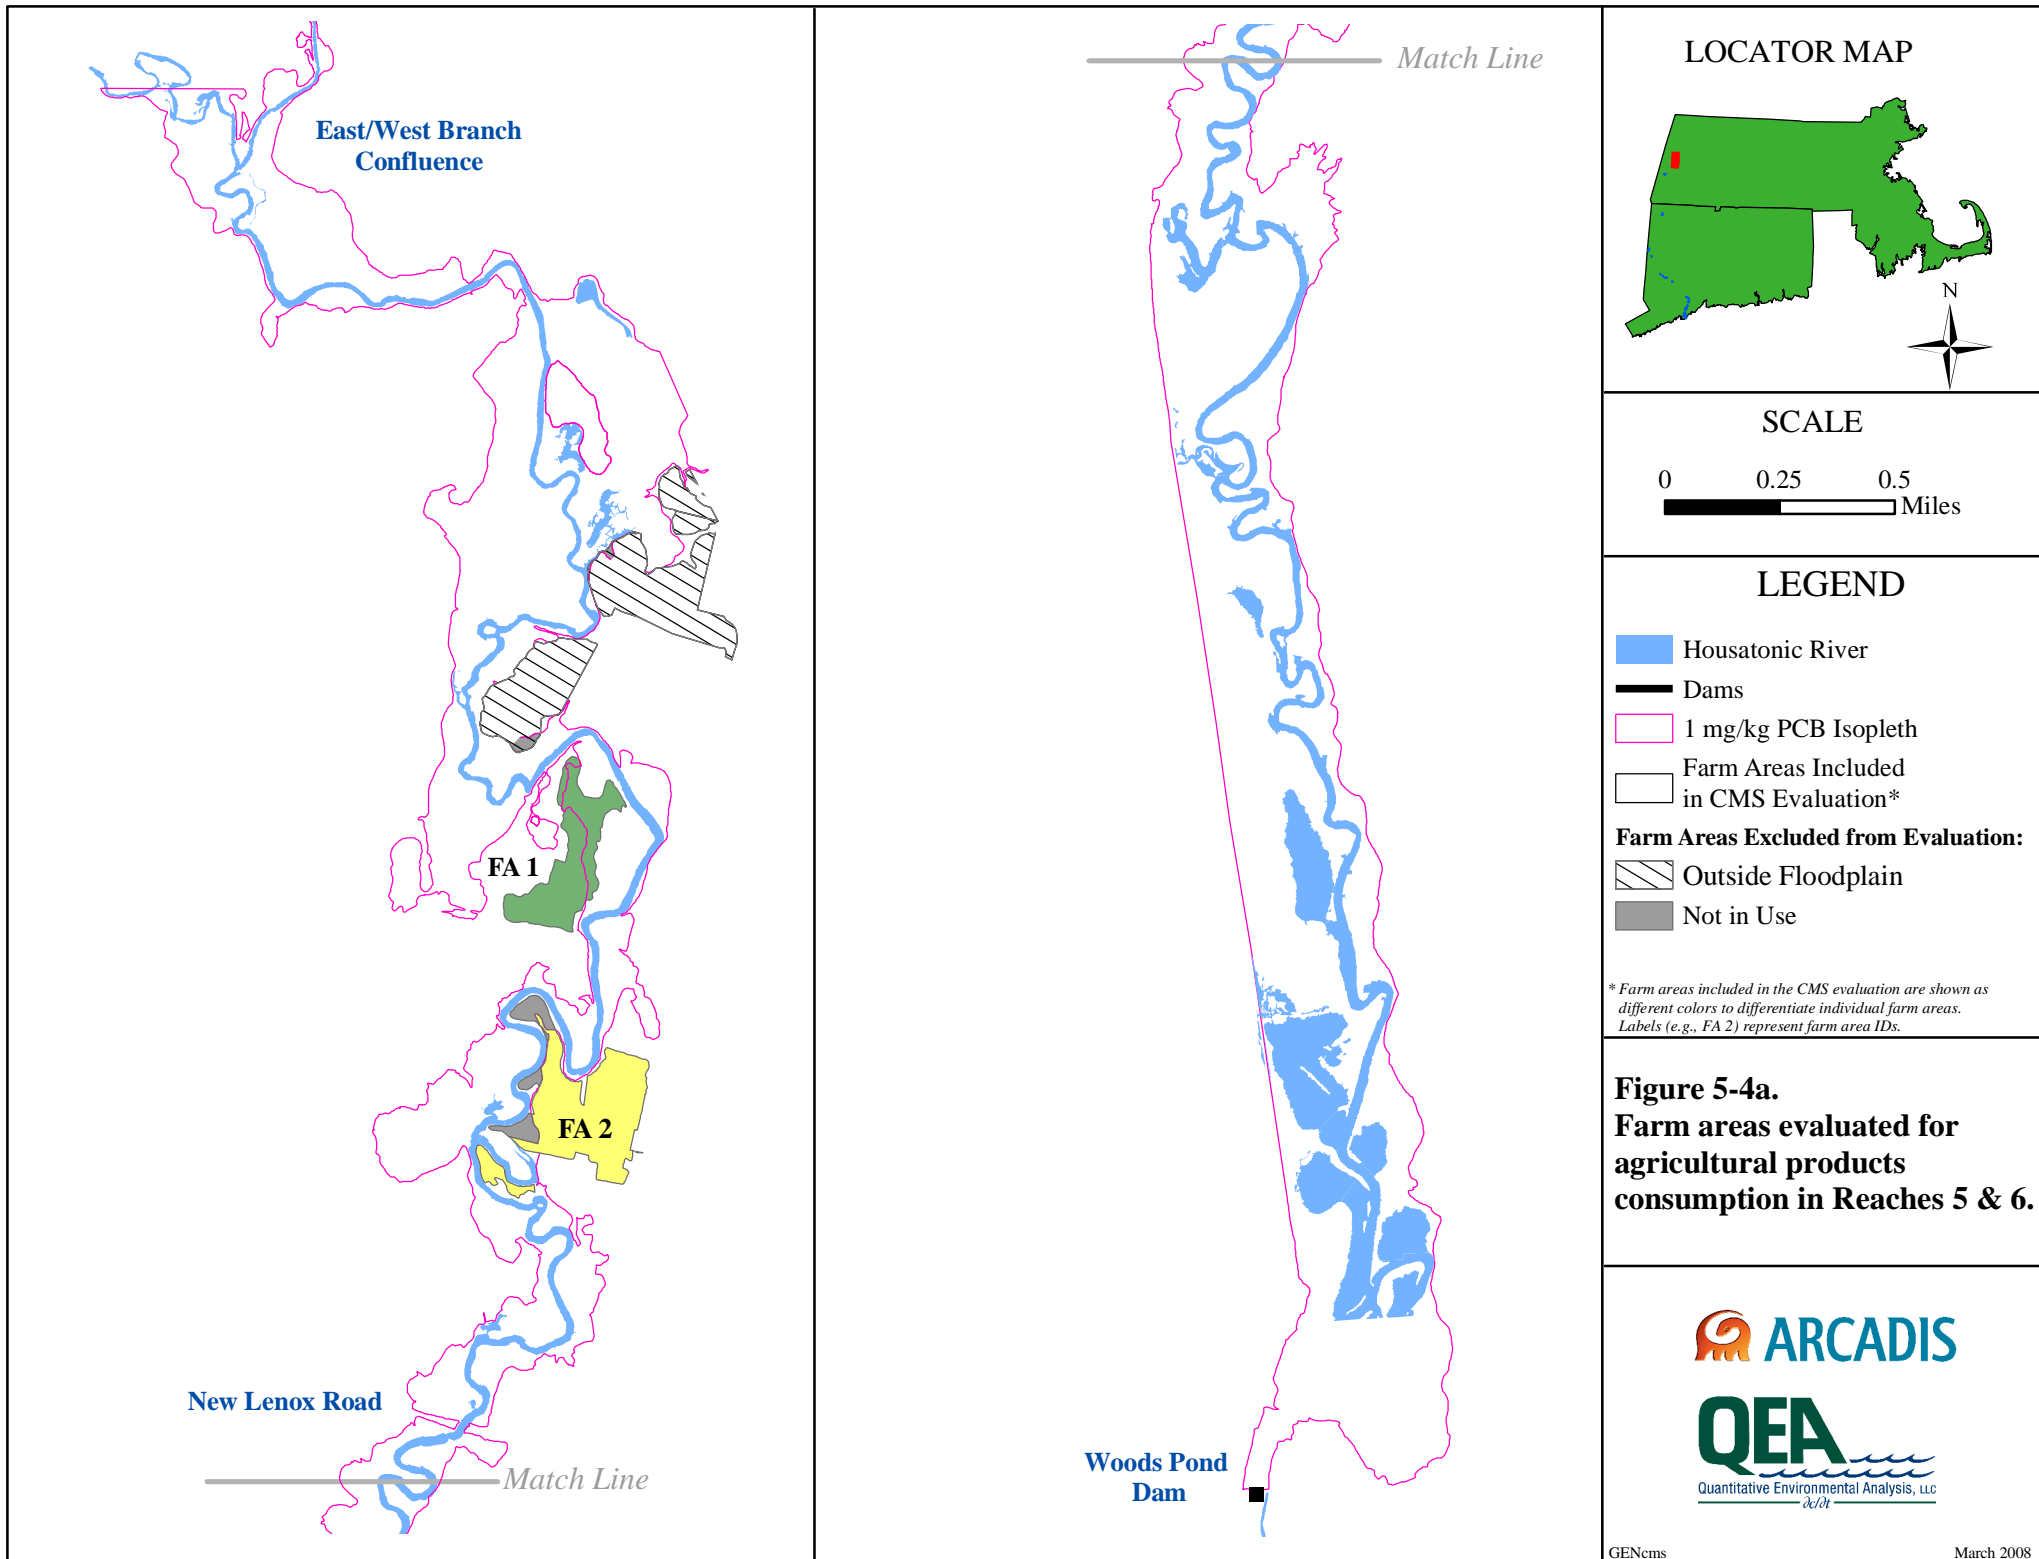 East/West Branch
Confluence
FA 1
FA 2
New Lenox Road
Match Line
Match Line
Woods Pond
Dam
LOCATOR MAP
N
SCALE
0 0.25 0.5
Miles
LEGEND
Housatonic River
Dams
1 mg/kg PCB Isopleth
Farm Areas Included
in CMS Evaluation*
Farm Areas Excluded from Evaluation:
Outside Floodplain
Not in Use
* Farm areas included in the CMS evaluation are shown as
different colors to differentiate individual farm areas.
Labels (e.g., FA 2) represent farm area IDs.
Figure 5-4a.
Farm areas evaluated for
agricultural products
consumption in Reaches 5 & 6.
ARCADIS
QEA
Quantitative Environmental Analysis, LLC
∂c/∂t
GENcms March 2008